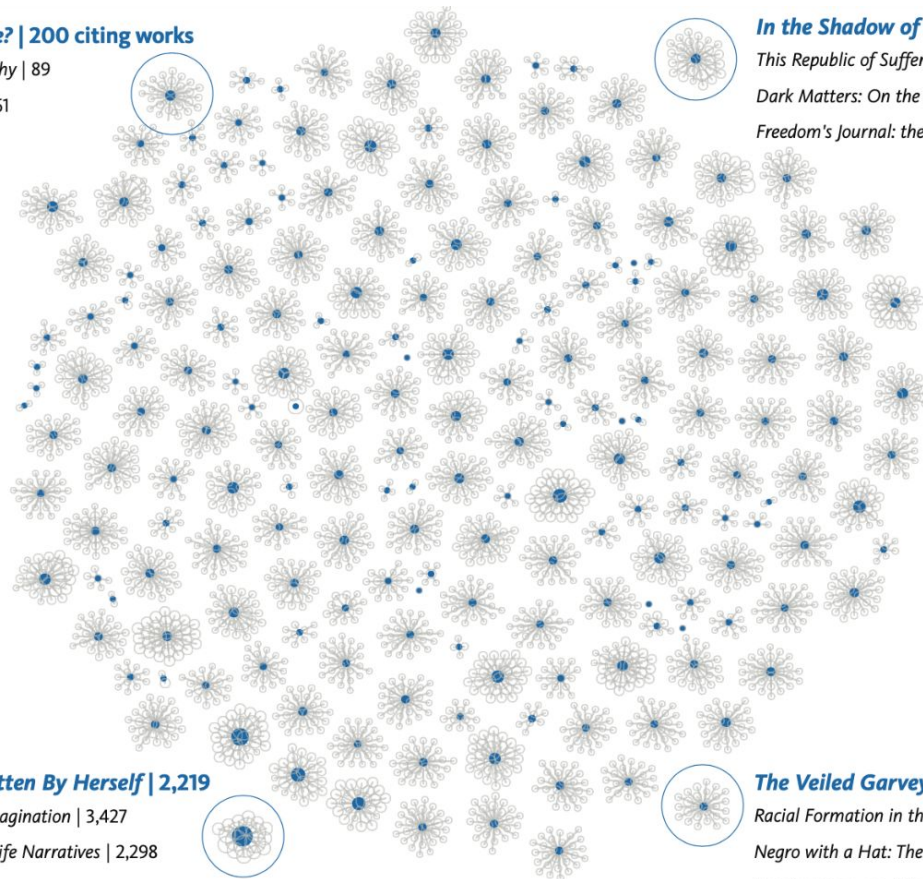 e? | 200 citing works
hy | 89
51
In the Shadow of
This Republic of Suffer
Dark Matters: On the
Freedom's Journal: the
tten By Herself | 2,219
agination | 3,427
ife Narratives | 2,298
The Veiled Garvey
Racial Formation in th
Negro with a Hat: The